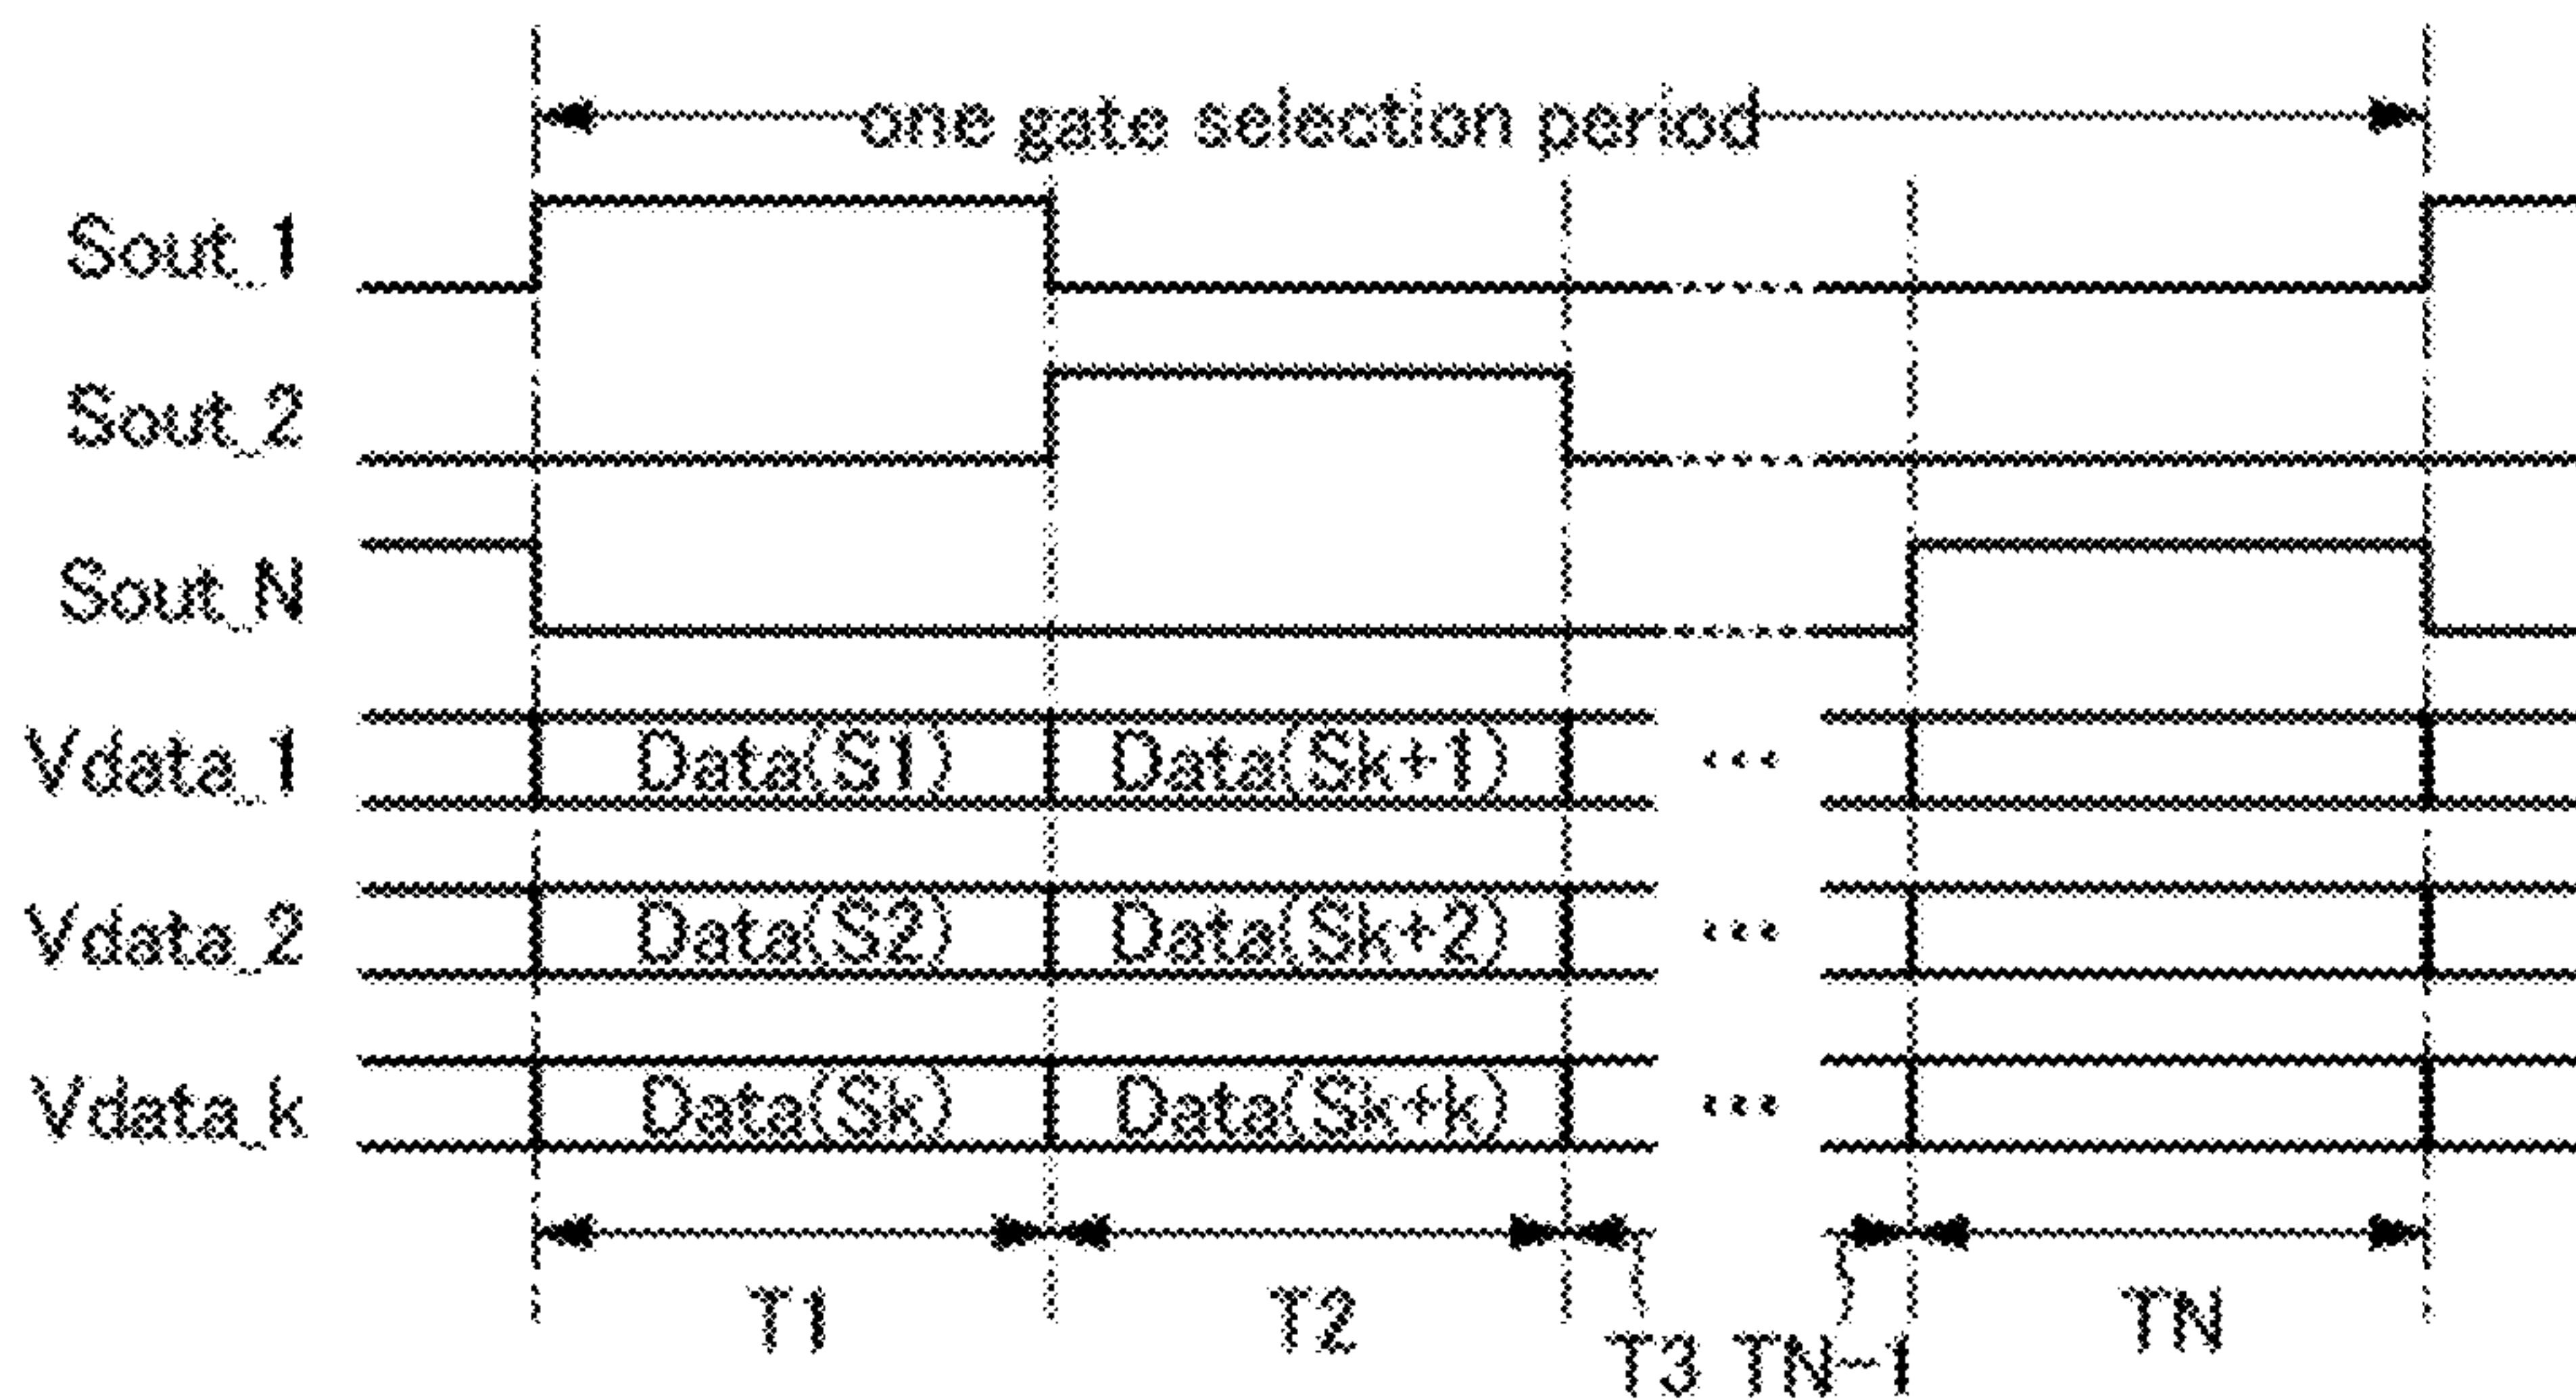 one gate selection period
Sout_1
Sout_2
Sout_N
Vdata_1 Data(S1) Data(Sk+1) ...
Vdata_2 Data(S2) Data(Sk+2) ...
Vdata_k Data(Sk) Data(Sk+k) ...
T1 T2 T3 TN-1 TN